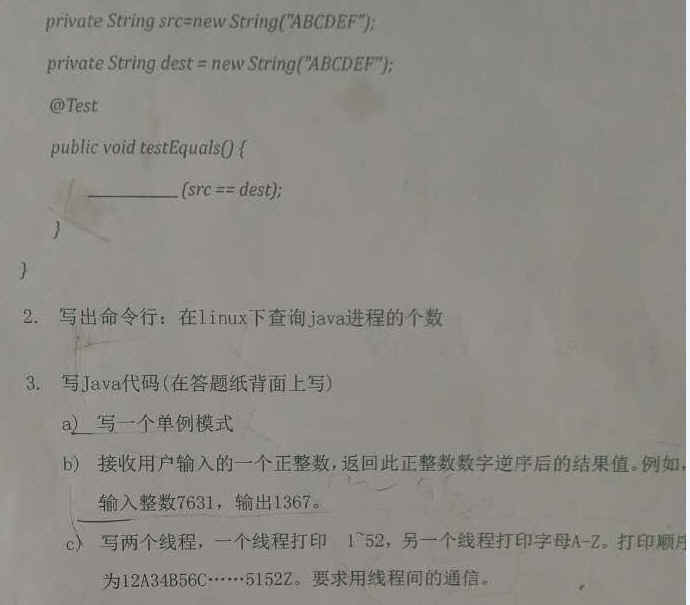 private String src=new String("ABCDEF");
private String dest = new String("ABCDEF");
@Test
public void testEquals() {
__________ (src == dest);
}
}
2. 写出命令行：在linux下查询java进程的个数
3. 写Java代码(在答题纸背面上写)
a) 写一个单例模式
b) 接收用户输入的一个正整数,返回此正整数数字逆序后的结果值。例如,
输入整数7631，输出1367。
c) 写两个线程，一个线程打印 1~52，另一个线程打印字母A-Z。打印顺序
为12A34B56C……5152Z。要求用线程间的通信。